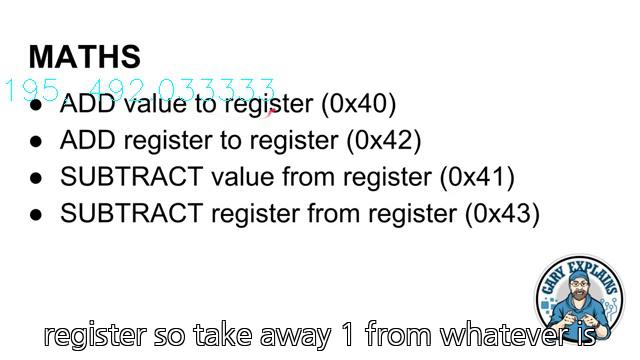 MATHS
195, 492.033333
● ADD value to register (0x40)
● ADD register to register (0x42)
● SUBTRACT value from register (0x41)
● SUBTRACT register from register (0x43)
GARY EXPLAINS
register so take away 1 from whatever is